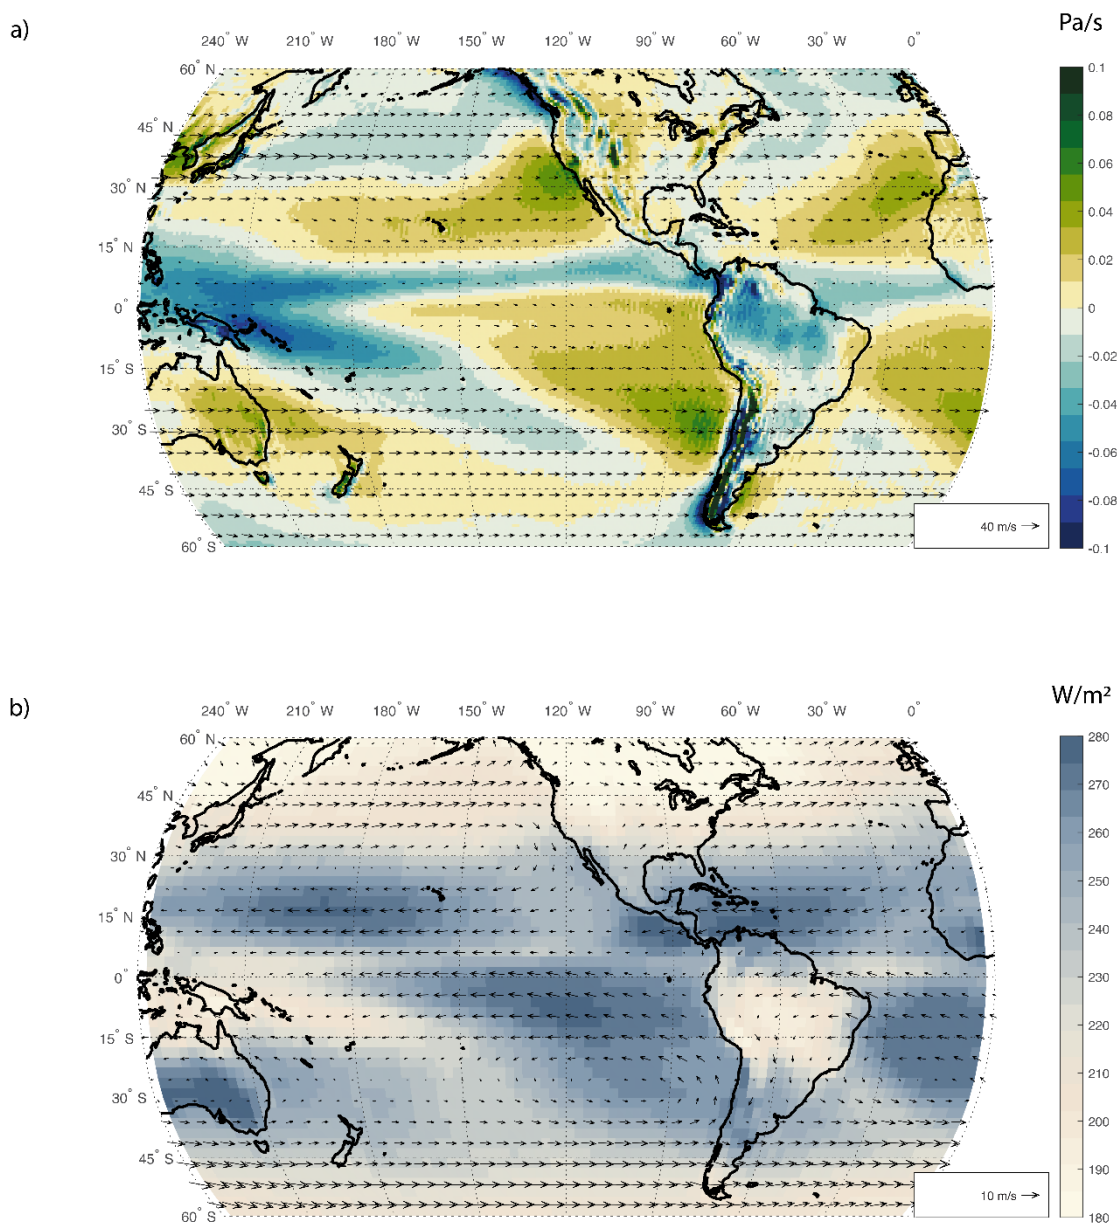 a)
Pa/s
240° W 210° W 180° W 150° W 120° W 90° W 60° W 30° W 0°
60° N
45° N
30° N
15° N
0°
15° S
30° S
45° S
60° S
40 m/s
0.1
0.08
0.06
0.04
0.02
0
-0.02
-0.04
-0.06
-0.08
-0.1
b)
W/m²
240° W 210° W 180° W 150° W 120° W 90° W 60° W 30° W 0°
60° N
45° N
30° N
15° N
0°
15° S
30° S
45° S
60° S
10 m/s
280
270
260
250
240
230
220
210
200
190
180